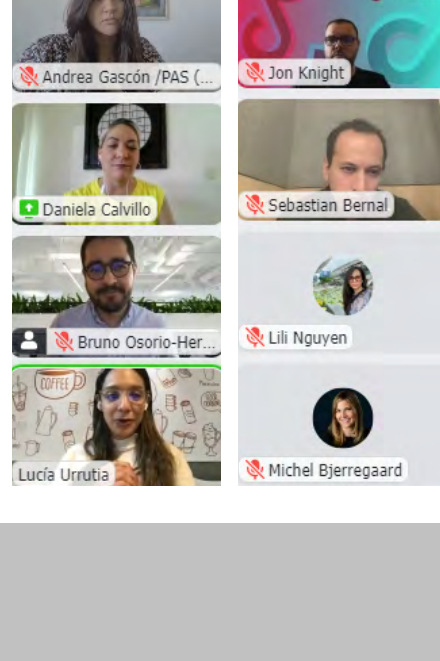 Andrea Gascón /PAS (...
Jon Knight
Daniela Calvillo
Sebastian Bernal
Bruno Osorio-Her...
Lili Nguyen
COFFEE
Lucía Urrutia
Michel Bjerregaard